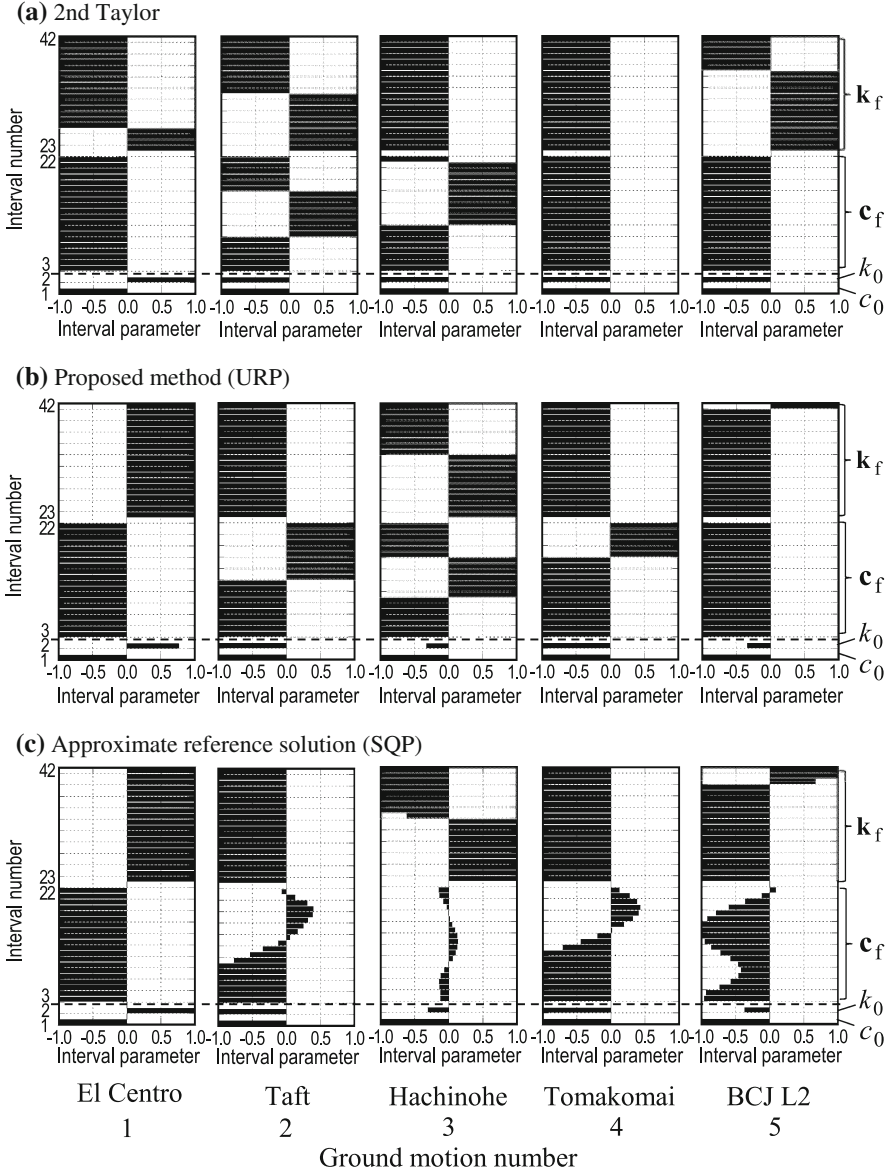 (a) 2nd Taylor
Interval number
42
23
22
3
2
1
k f
c f
k0
c0
-1.0 -0.5 0.0 0.5 1.0 -1.0 -0.5 0.0 0.5 1.0 -1.0 -0.5 0.0 0.5 1.0 -1.0 -0.5 0.0 0.5 1.0 -1.0 -0.5 0.0 0.5 1.0
Interval parameter Interval parameter Interval parameter Interval parameter Interval parameter
(b) Proposed method (URP)
Interval number
42
23
22
3
2
1
k f
c f
k0
c0
-1.0 -0.5 0.0 0.5 1.0 -1.0 -0.5 0.0 0.5 1.0 -1.0 -0.5 0.0 0.5 1.0 -1.0 -0.5 0.0 0.5 1.0 -1.0 -0.5 0.0 0.5 1.0
Interval parameter Interval parameter Interval parameter Interval parameter Interval parameter
(c) Approximate reference solution (SQP)
Interval number
42
23
22
3
2
1
k f
c f
k0
c0
-1.0 -0.5 0.0 0.5 1.0 -1.0 -0.5 0.0 0.5 1.0 -1.0 -0.5 0.0 0.5 1.0 -1.0 -0.5 0.0 0.5 1.0 -1.0 -0.5 0.0 0.5 1.0
Interval parameter Interval parameter Interval parameter Interval parameter Interval parameter
El Centro Taft Hachinohe Tomakomai BCJ L2
1 2 3 4 5
Ground motion number